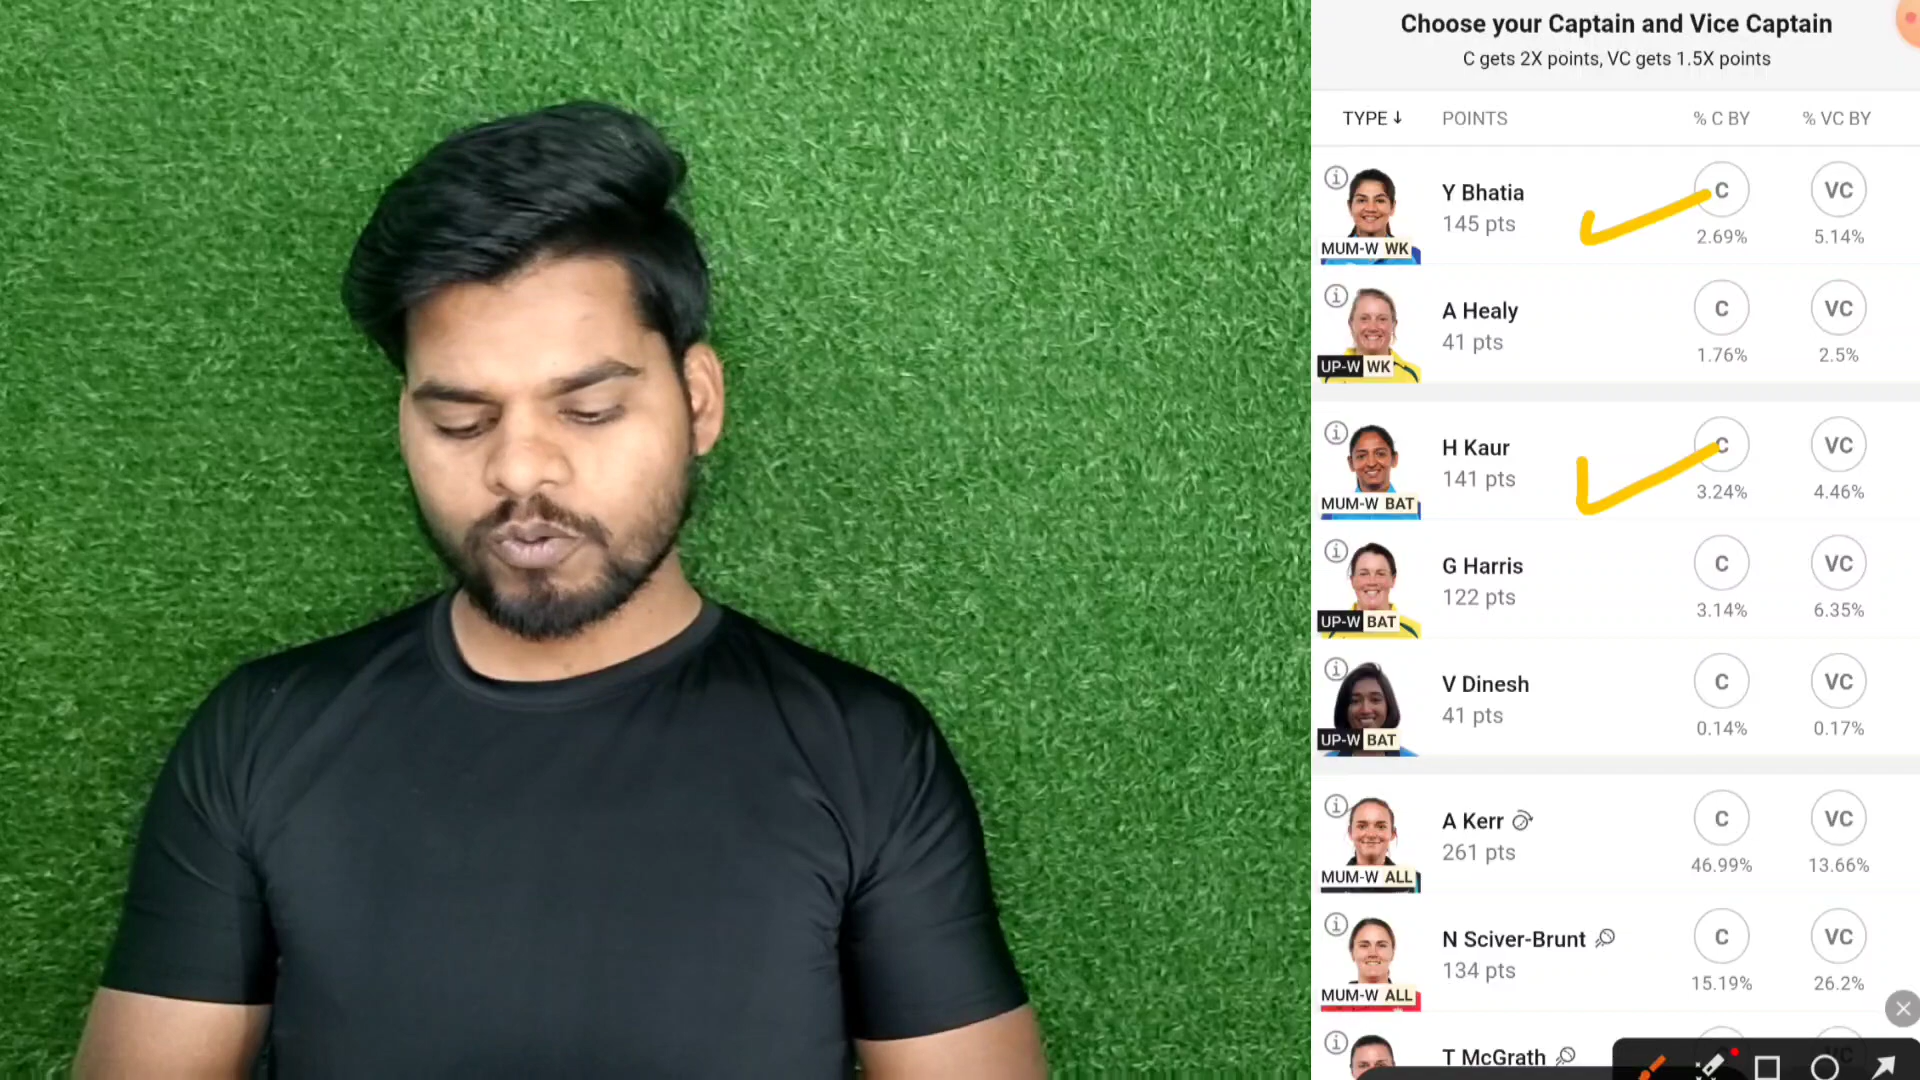 Choose your Captain and Vice Captain
C gets 2X points, VC gets 1.5X points
TYPE↓ POINTS % C BY % VC BY
Y Bhatia C VC
145 pts 2.69% 5.14%
MUM-W WK
A Healy C VC
41 pts 1.76% 2.5%
UP-W WK
H Kaur C VC
141 pts 3.24% 4.46%
MUM-W BAT
G Harris C VC
122 pts 3.14% 6.35%
UP-W BAT
V Dinesh C VC
41 pts 0.14% 0.17%
UP-W BAT
A Kerr C VC
261 pts 46.99% 13.66%
MUM-W ALL
N Sciver-Brunt C VC
134 pts 15.19% 26.2%
MUM-W ALL
T McGrath